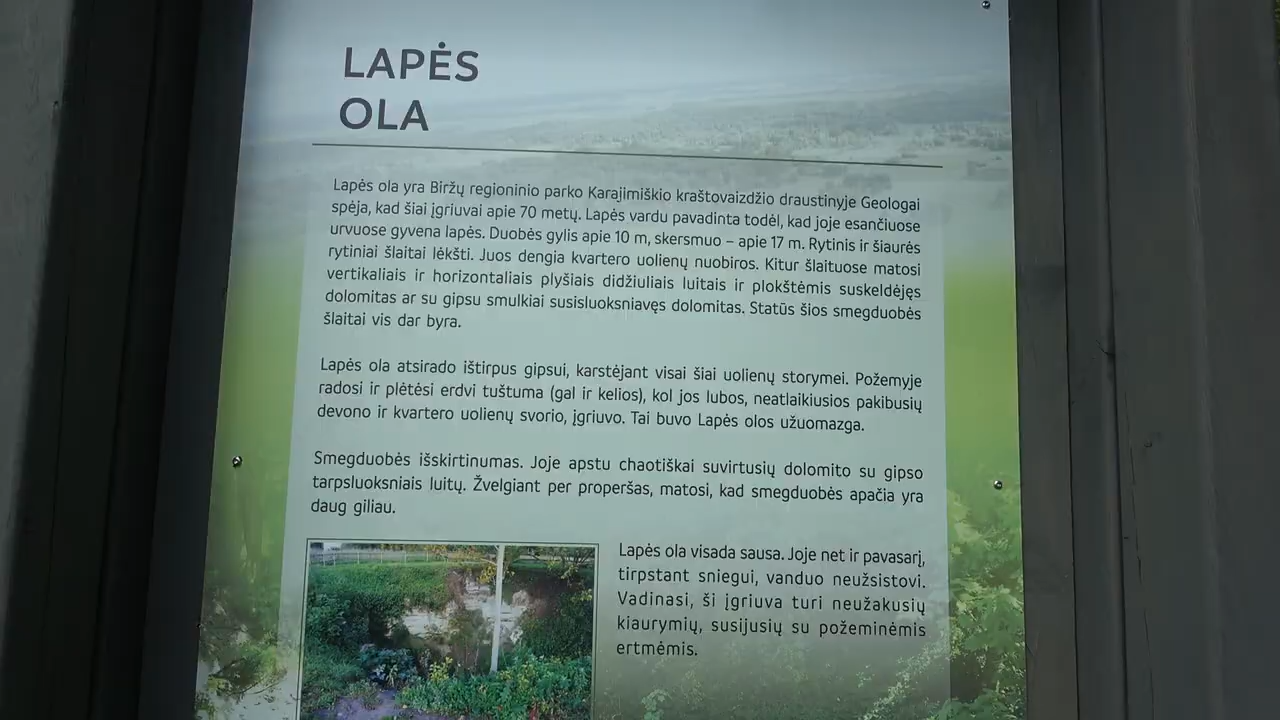 LAPĖS
OLA
Lapės ola yra Biržų regioninio parko Karajimiškio kraštovaizdžio draustinyje Geologai
spėja, kad šiai įgriuvai apie 70 metų. Lapės vardu pavadinta todėl, kad joje esančiuose
urvuose gyvena lapės. Duobės gylis apie 10 m, skersmuo – apie 17 m. Rytinis ir šiaurės
rytiniai šlaitai lėkšti. Juos dengia kvartero uolienų nuobiros. Kitur šlaituose matosi
vertikaliais ir horizontaliais plyšiais didžiuliais luitais ir plokštėmis suskeldėjęs
dolomitas ar su gipsu smulkiai susisluoksniavęs dolomitas. Statūs šios smegduobės
šlaitai vis dar byra.
Lapės ola atsirado ištirpus gipsui, karstėjant visai šiai uolienų storymei. Požemyje
radosi ir plėtėsi erdvi tuštuma (gal ir kelios), kol jos lubos, neatlaikiusios pakibusių
devono ir kvartero uolienų svorio, įgriuvo. Tai buvo Lapės olos užuomazga.
Smegduobės išskirtinumas. Joje apstu chaotiškai suvirtusių dolomito su gipso
tarpsluoksniais luitų. Žvelgiant per properšas, matosi, kad smegduobės apačia yra
daug giliau.
Lapės ola visada sausa. Joje net ir pavasarį,
tirpstant sniegui, vanduo neužsistovi.
Vadinasi, ši įgriuva turi neužakusių
kiaurymių, susijusių su požeminėmis
ertmėmis.